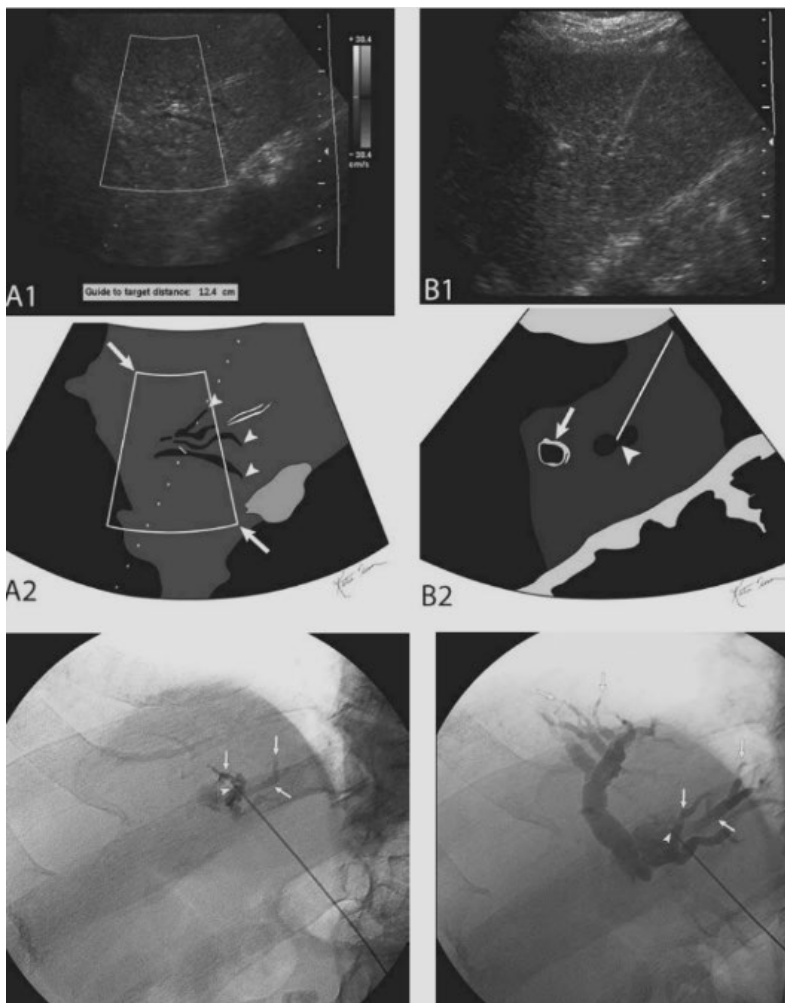 + 38.4
- 38.4
cm/s
A1
Guide to target distance: 12.4 cm
B1
A2
B2